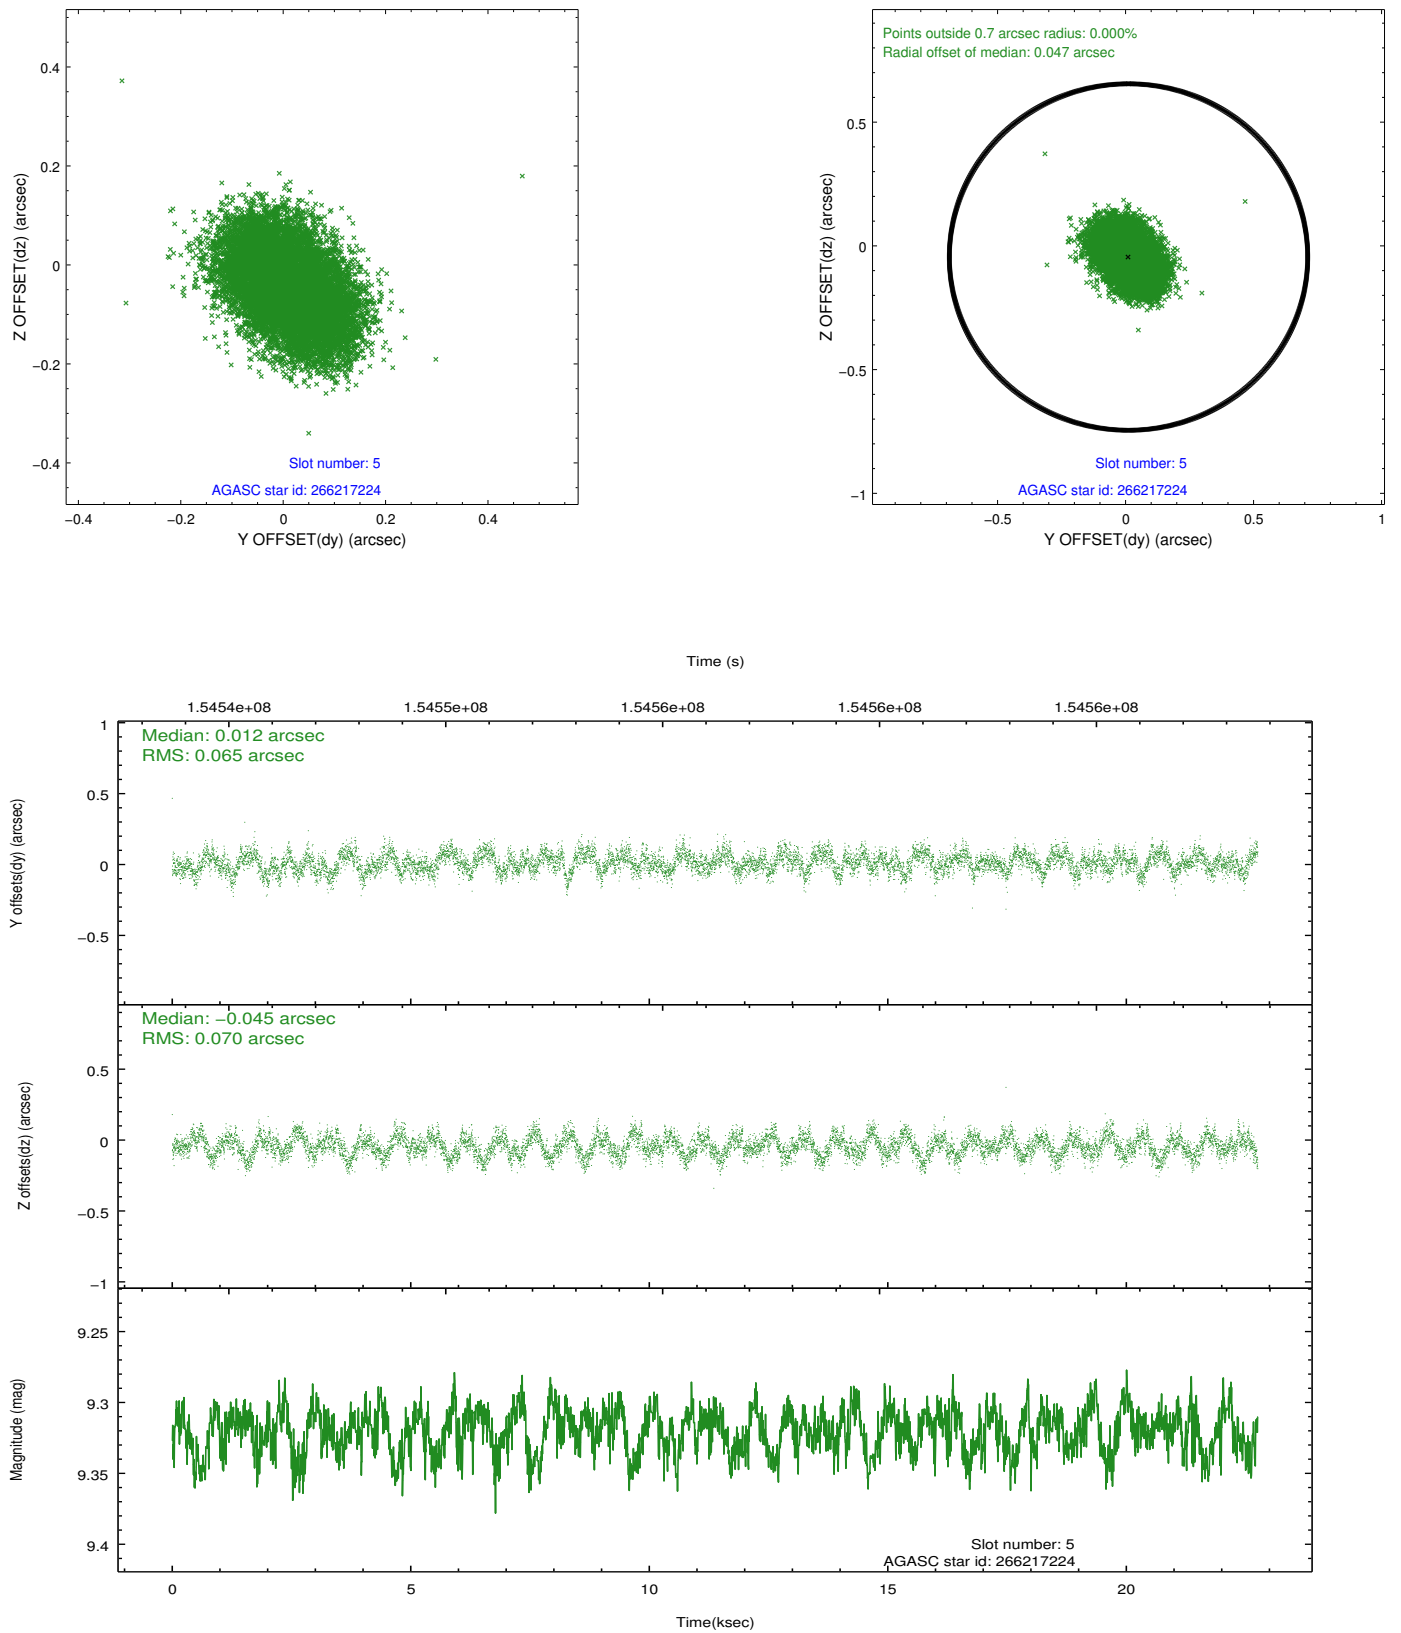 0.4
0.2
0
−0.2
−0.4
Z OFFSET(dz) (arcsec)
Slot number: 5
AGASC star id: 266217224
−0.4
−0.2
0
0.2
0.4
Y OFFSET(dy) (arcsec)
Points outside 0.7 arcsec radius: 0.000%
Radial offset of median: 0.047 arcsec
0.5
0
−0.5
−1
Z OFFSET(dz) (arcsec)
Slot number: 5
AGASC star id: 266217224
−0.5
0
0.5
1
Y OFFSET(dy) (arcsec)
Time (s)
1.5454e+08
1.5455e+08
1.5456e+08
1.5456e+08
1.5456e+08
Median: 0.012 arcsec
RMS: 0.065 arcsec
1
0.5
0
−0.5
Y offsets(dy) (arcsec)
Median: −0.045 arcsec
RMS: 0.070 arcsec
0.5
0
−0.5
−1
Z offsets(dz) (arcsec)
9.25
9.3
9.35
9.4
Magnitude (mag)
Slot number: 5
AGASC star id: 266217224
0
5
10
15
20
Time(ksec)